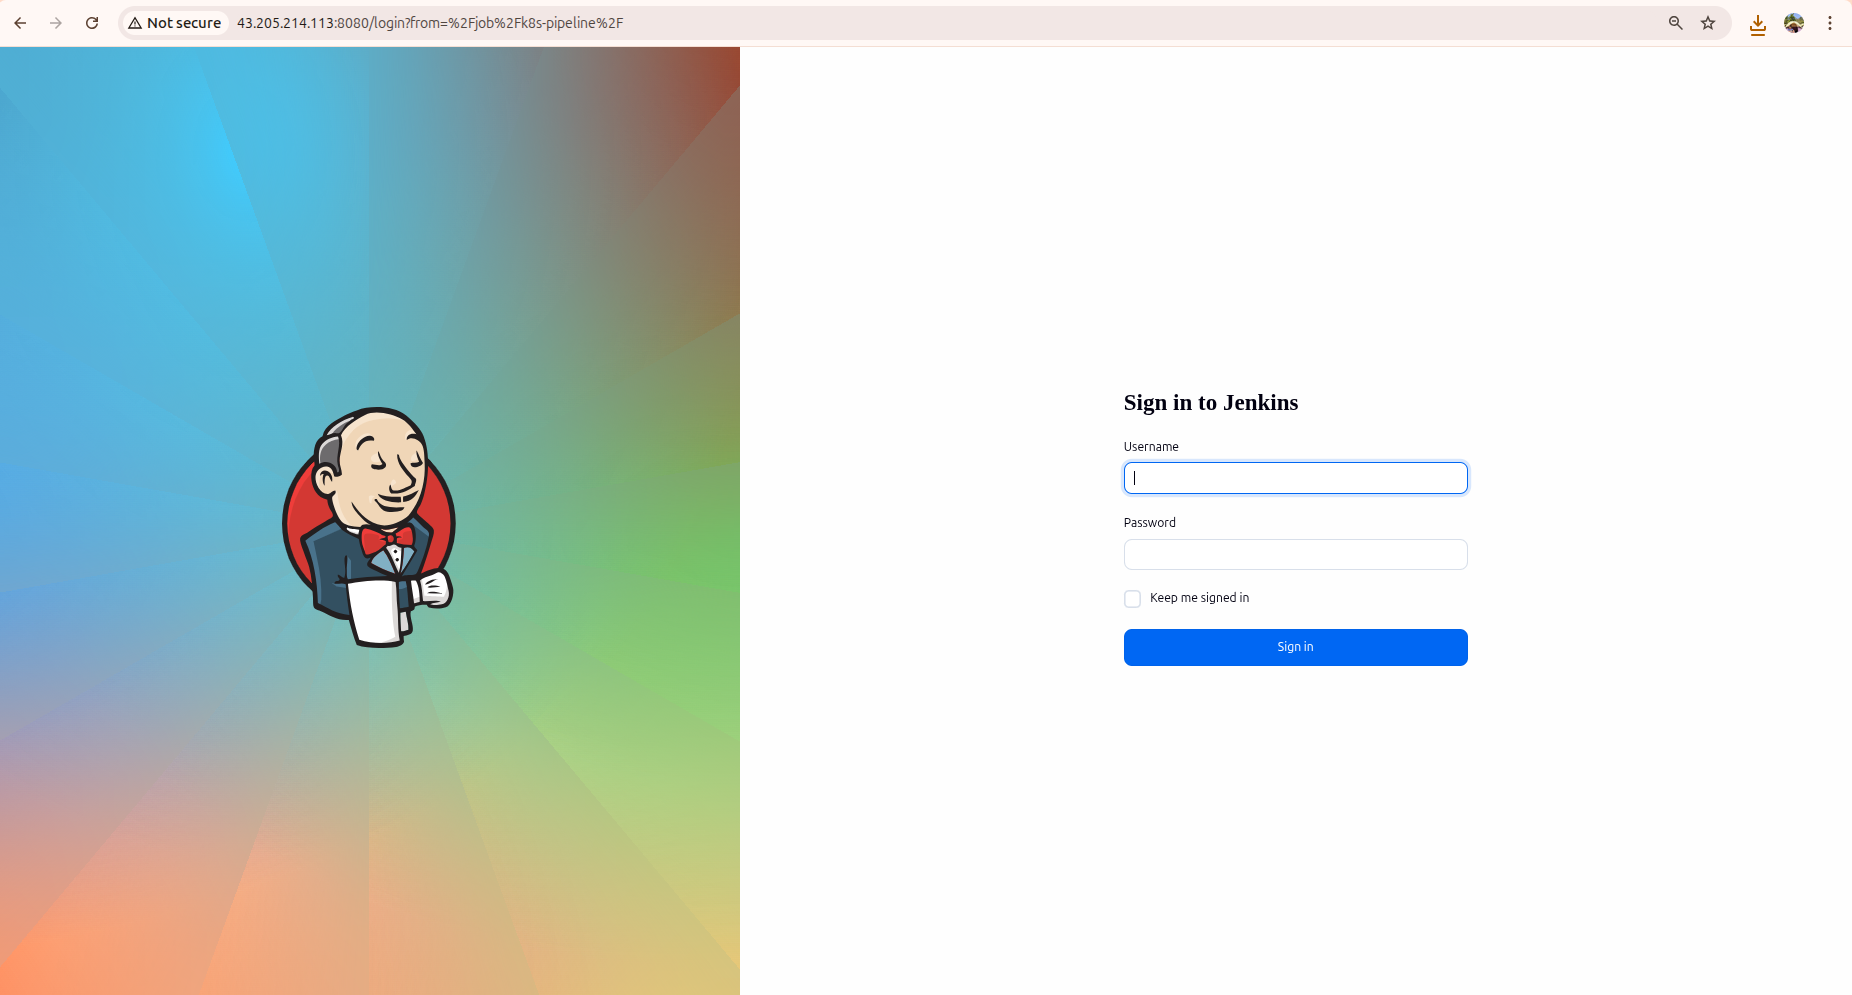 Not secure 43.205.214.113:8080/login?from=%2Fjob%2Fk8s-pipeline%2F
Sign in to Jenkins
Username
Password
Keep me signed in
Sign in